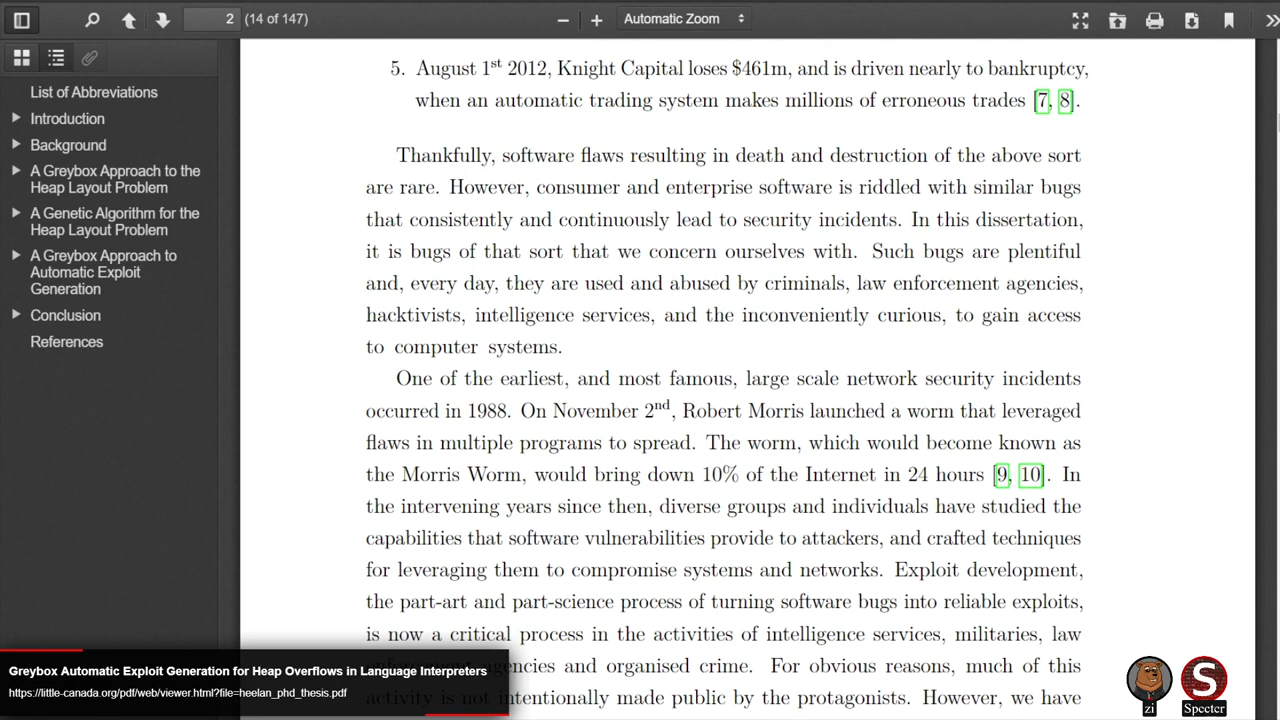 2
(14 of 147)
Automatic Zoom
List of Abbreviations
Introduction
Background
A Greybox Approach to the
Heap Layout Problem
A Genetic Algorithm for the
Heap Layout Problem
A Greybox Approach to
Automatic Exploit
Generation
Conclusion
References
5. August 1st 2012, Knight Capital loses $461m, and is driven nearly to bankruptcy,
when an automatic trading system makes millions of erroneous trades [7, 8].
Thankfully, software flaws resulting in death and destruction of the above sort
are rare. However, consumer and enterprise software is riddled with similar bugs
that consistently and continuously lead to security incidents. In this dissertation,
it is bugs of that sort that we concern ourselves with. Such bugs are plentiful
and, every day, they are used and abused by criminals, law enforcement agencies,
hacktivists, intelligence services, and the inconveniently curious, to gain access
to computer systems.
One of the earliest, and most famous, large scale network security incidents
occurred in 1988. On November 2nd, Robert Morris launched a worm that leveraged
flaws in multiple programs to spread. The worm, which would become known as
the Morris Worm, would bring down 10% of the Internet in 24 hours [9, 10]. In
the intervening years since then, diverse groups and individuals have studied the
capabilities that software vulnerabilities provide to attackers, and crafted techniques
for leveraging them to compromise systems and networks. Exploit development,
the part-art and part-science process of turning software bugs into reliable exploits,
is now a critical process in the activities of intelligence services, militaries, law
enforcement agencies and organised crime. For obvious reasons, much of this
activity is not intentionally made public by the protagonists. However, we have
Greybox Automatic Exploit Generation for Heap Overflows in Language Interpreters
https://little-canada.org/pdf/web/viewer.html?file=heelan_phd_thesis.pdf
zi
S
Specter